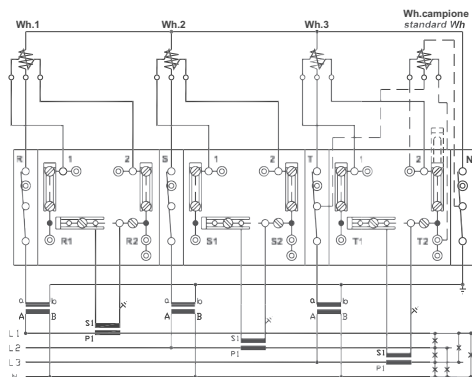 Wh.campione
Wh.1 Wh.2 Wh.3 standard Wh
R 1 2 S 1 2 T 1 2 N
R1 R2 S1 S2 T1 T2
a b a b a b
A B A B A B
S1
P1
S1
P1
S1
P1
L1
L2
L3
N